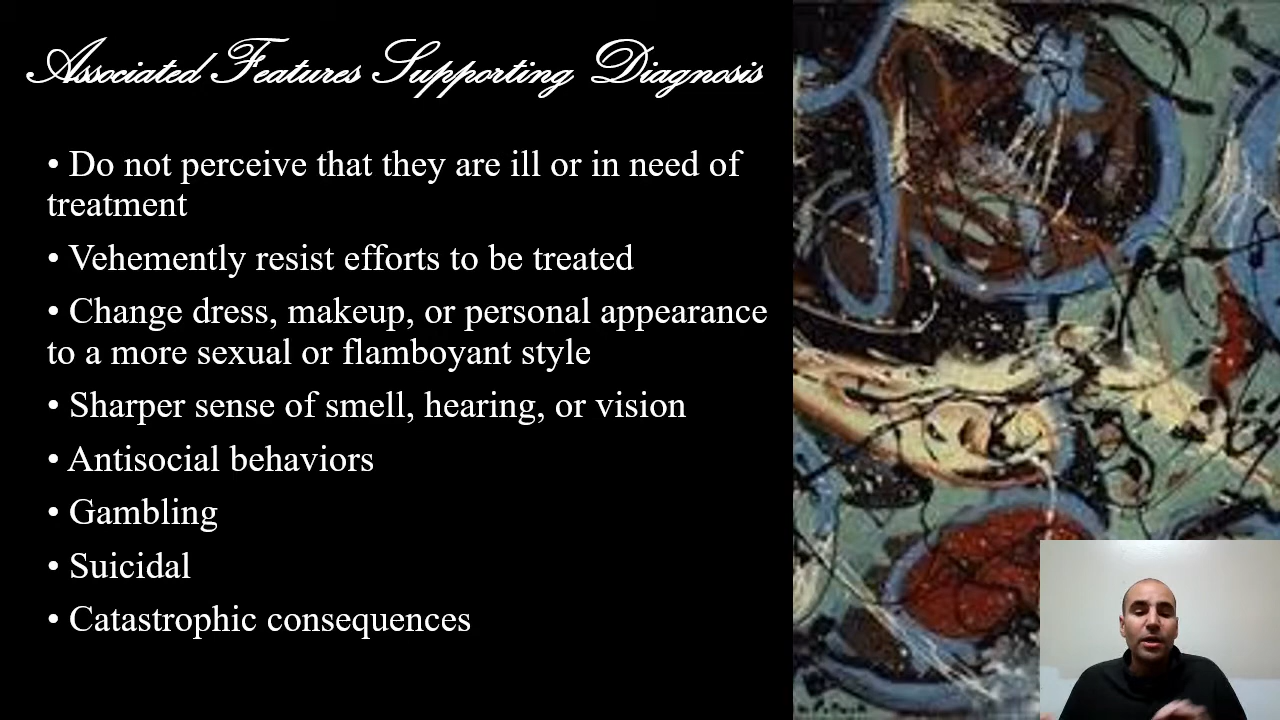 Associated Features Supporting Diagnosis
• Do not perceive that they are ill or in need of
treatment
• Vehemently resist efforts to be treated
• Change dress, makeup, or personal appearance
to a more sexual or flamboyant style
• Sharper sense of smell, hearing, or vision
• Antisocial behaviors
• Gambling
• Suicidal
• Catastrophic consequences